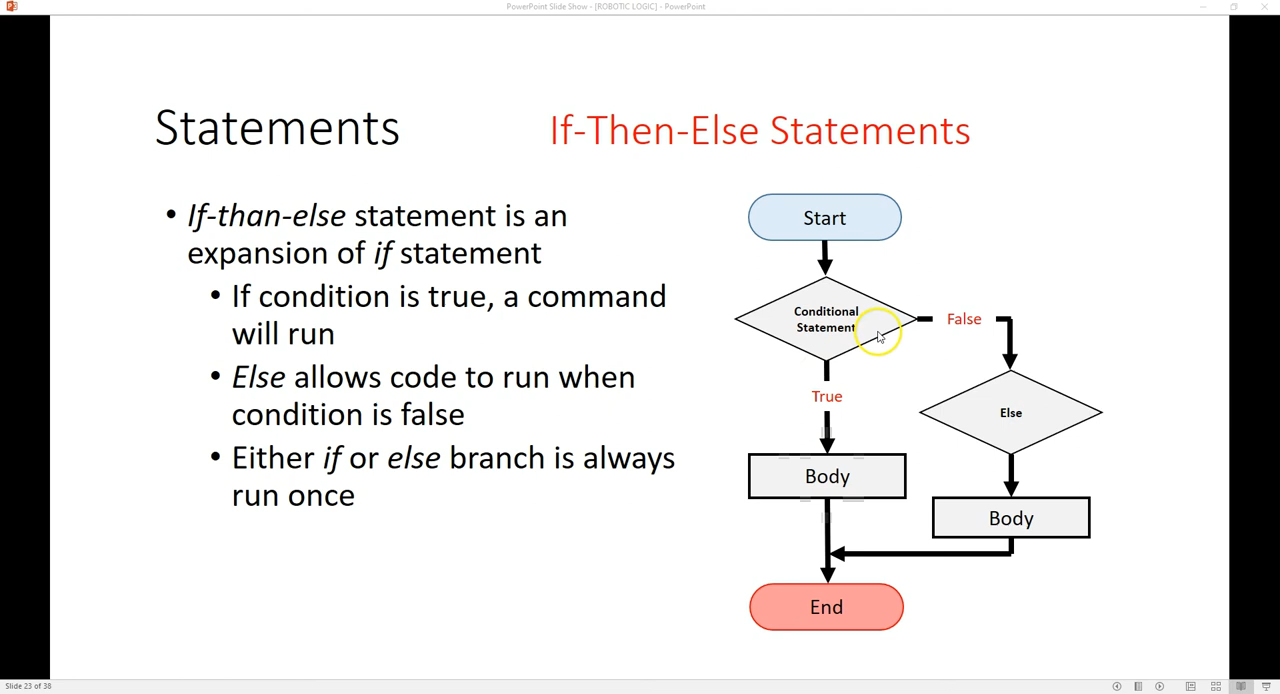 PowerPoint Slide Show - [ROBOTIC LOGIC] - PowerPoint
Statements
If-Then-Else Statements
• If-than-else statement is an
expansion of if statement
• If condition is true, a command
will run
• Else allows code to run when
condition is false
• Either if or else branch is always
run once
Start
Conditional
Statement
False
True
Else
Body
Body
End
Slide 23 of 38